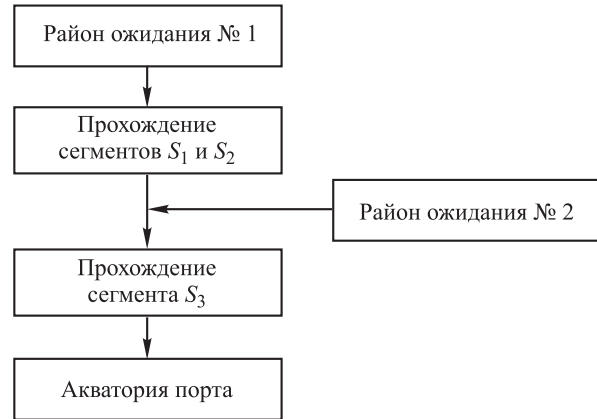 Район ожидания № 1
Прохождение
сегментов S₁ и S₂
Район ожидания № 2
Прохождение
сегмента S₃
Акватория порта